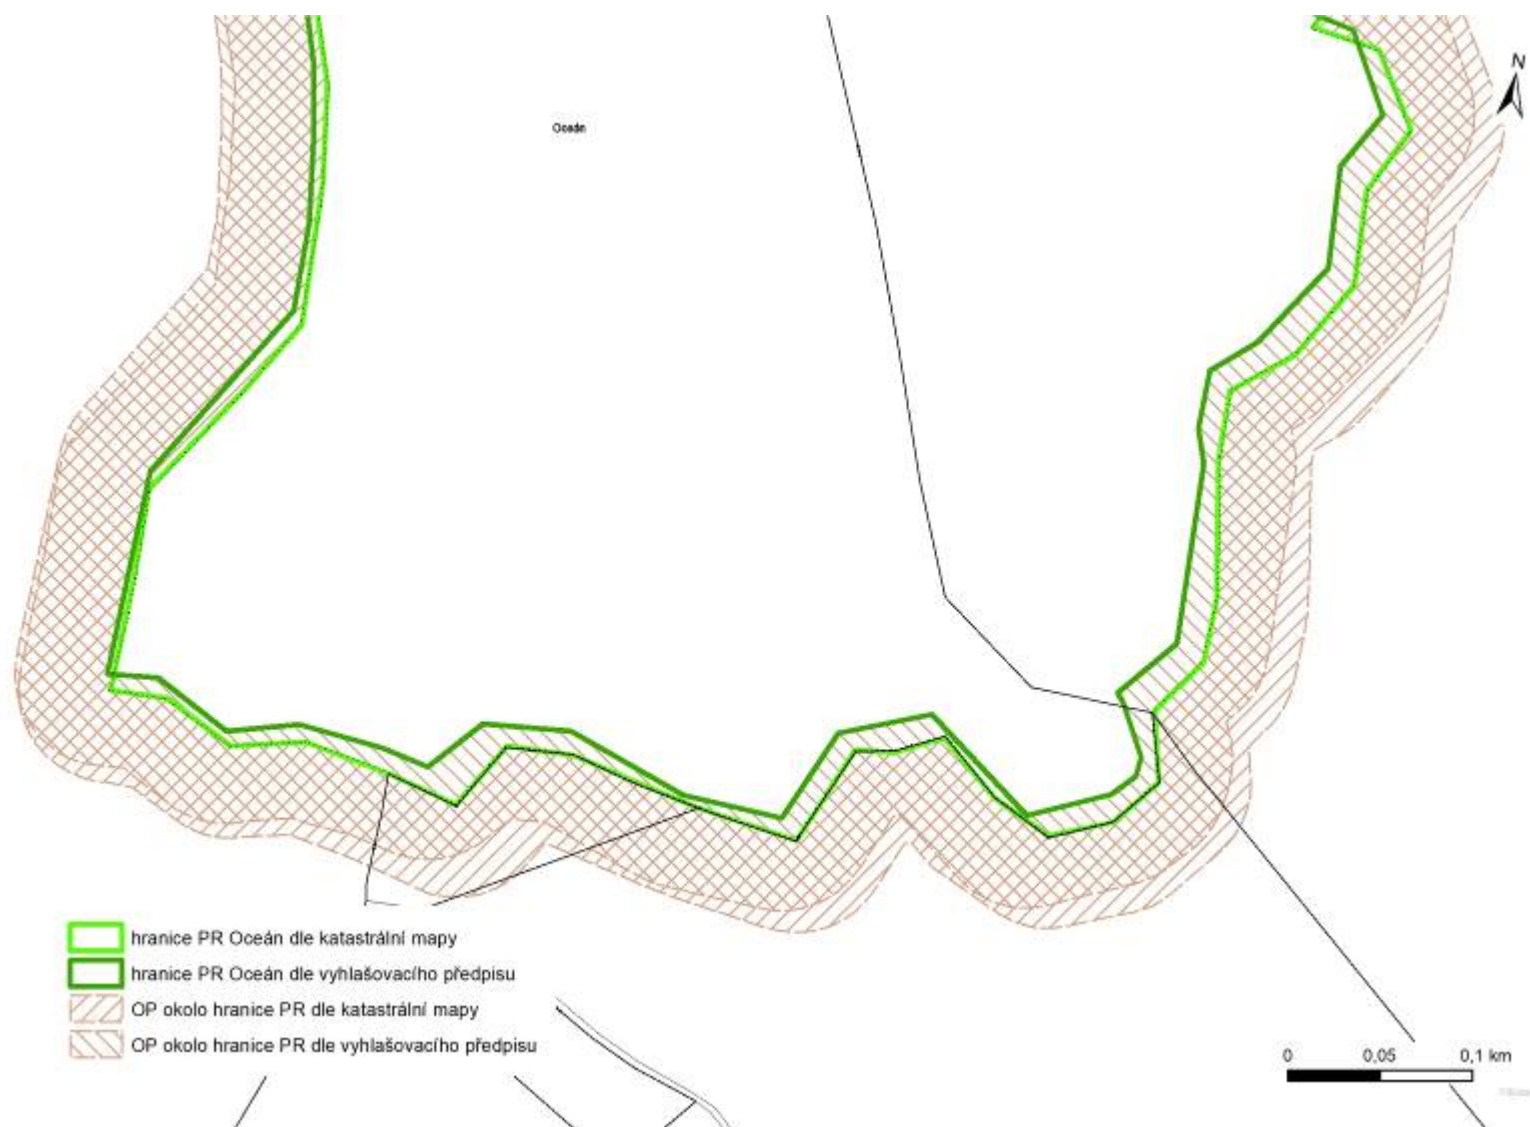 N
Oceán
hranice PR Oceán dle katastrální mapy
hranice PR Oceán dle vyhlašovacího předpisu
OP okolo hranice PR dle katastrální mapy
OP okolo hranice PR dle vyhlašovacího předpisu
0 0,05 0,1 km